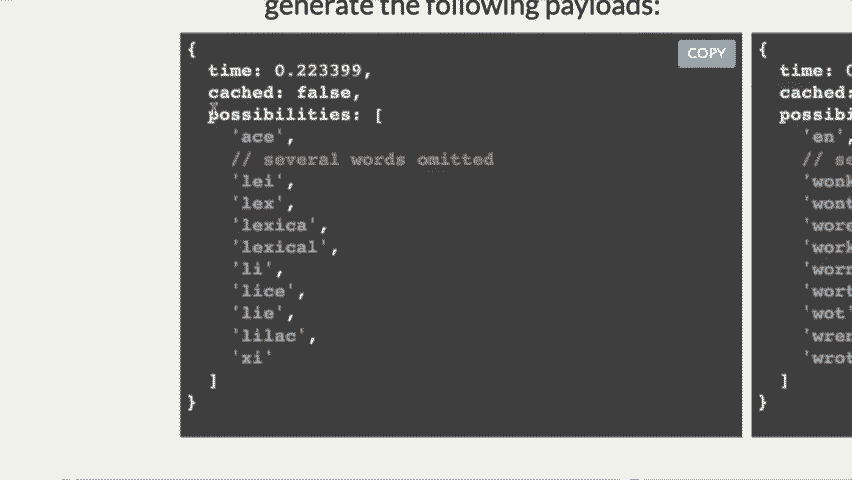 generate the following payloads:
{
COPY
time: 0.223399,
cached: false,
possibilities: [
'ace',
// several words omitted
'lei',
'lex',
'lexica',
'lexical',
'li',
'lice',
'lie',
'lilac',
'xi'
]
}
{
time: 0
cached:
possibi
'en',
// se
'wonk
'wont
'word
'work
'worn
'wort
'wot'
'wren
'wrot
]
}